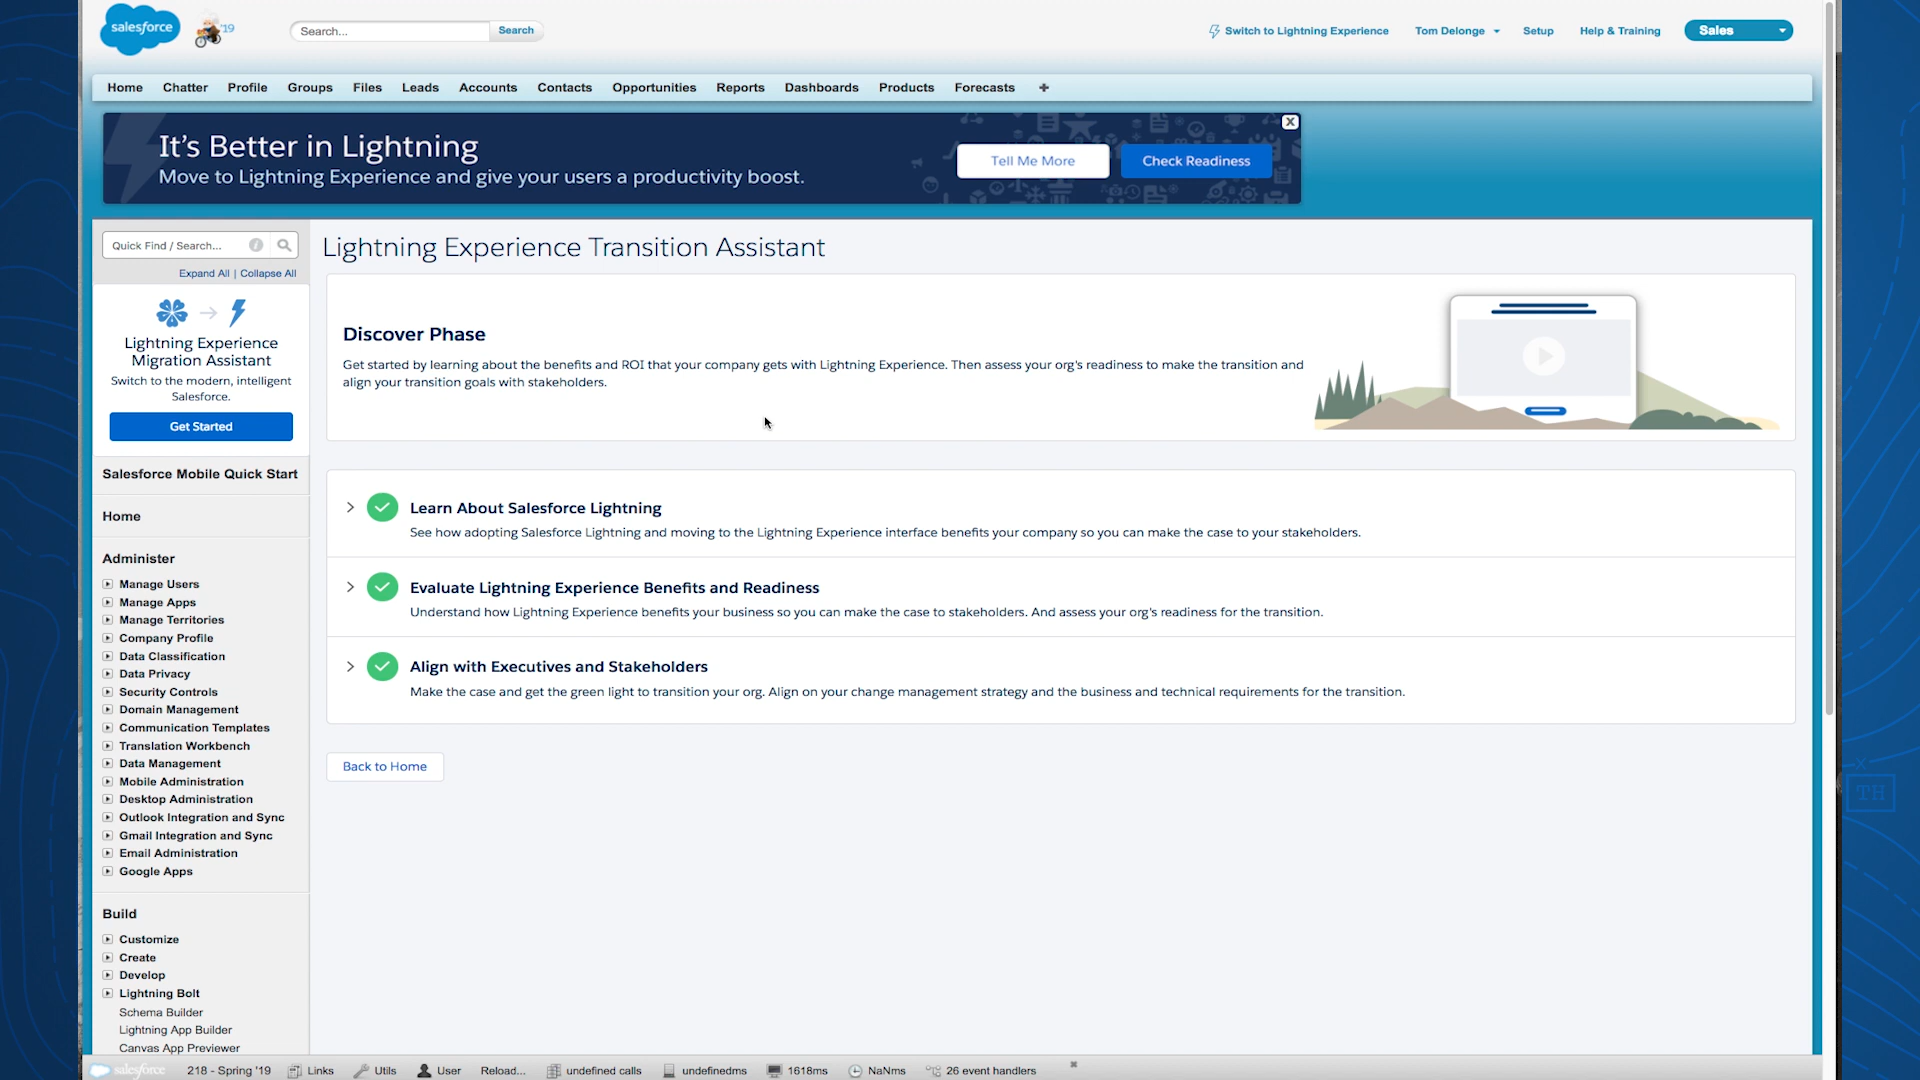 salesforce
'19
Search...
Search
Switch to Lightning Experience
Tom Delonge
Setup
Help & Training
Sales
Home
Chatter
Profile
Groups
Files
Leads
Accounts
Contacts
Opportunities
Reports
Dashboards
Products
Forecasts
+
It's Better in Lightning
Move to Lightning Experience and give your users a productivity boost.
Tell Me More
Check Readiness
X
Quick Find / Search...
Expand All | Collapse All
Lightning Experience
Migration Assistant
Switch to the modern, intelligent
Salesforce.
Get Started
Salesforce Mobile Quick Start
Home
Administer
Manage Users
Manage Apps
Manage Territories
Company Profile
Data Classification
Data Privacy
Security Controls
Domain Management
Communication Templates
Translation Workbench
Data Management
Mobile Administration
Desktop Administration
Outlook Integration and Sync
Gmail Integration and Sync
Email Administration
Google Apps
Build
Customize
Create
Develop
Lightning Bolt
Schema Builder
Lightning App Builder
Canvas App Previewer
Lightning Experience Transition Assistant
Discover Phase
Get started by learning about the benefits and ROI that your company gets with Lightning Experience. Then assess your org's readiness to make the transition and
align your transition goals with stakeholders.
Learn About Salesforce Lightning
See how adopting Salesforce Lightning and moving to the Lightning Experience interface benefits your company so you can make the case to your stakeholders.
Evaluate Lightning Experience Benefits and Readiness
Understand how Lightning Experience benefits your business so you can make the case to stakeholders. And assess your org's readiness for the transition.
Align with Executives and Stakeholders
Make the case and get the green light to transition your org. Align on your change management strategy and the business and technical requirements for the transition.
Back to Home
TH
salesforce
218 - Spring '19
Links
Utils
User
Reload...
undefined calls
undefinedms
1618ms
NaNms
26 event handlers